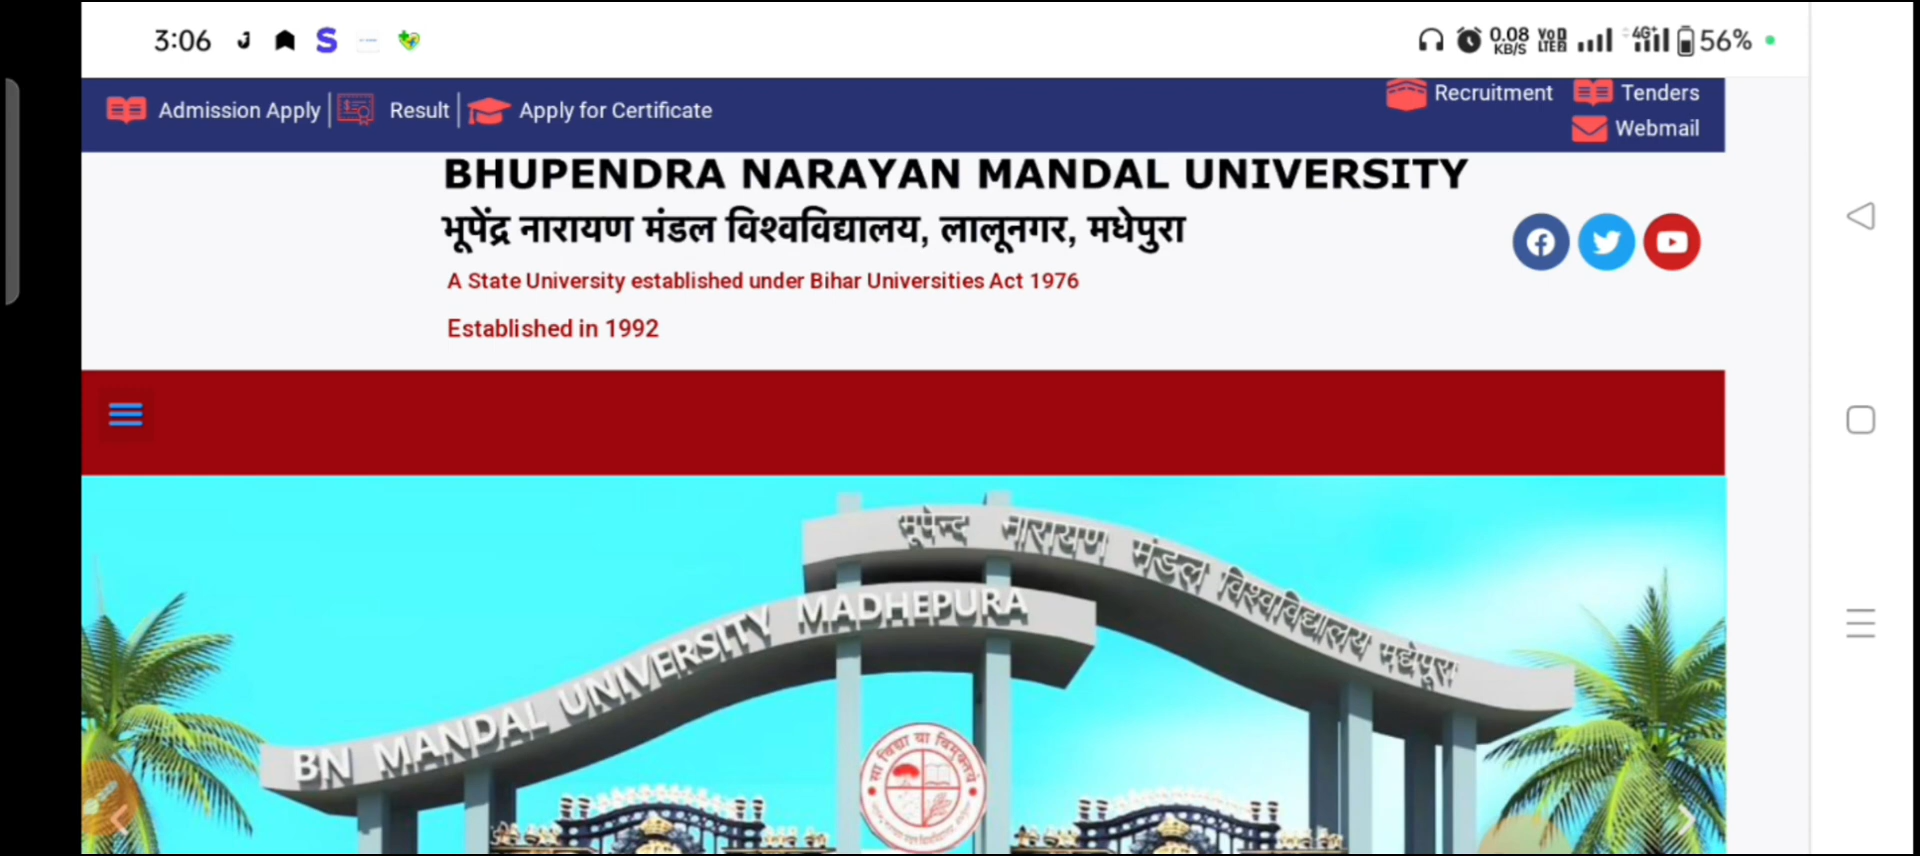 3:06
0.08 KB/S
4G+
56%
Admission Apply
Result
Apply for Certificate
Recruitment
Tenders
Webmail
BHUPENDRA NARAYAN MANDAL UNIVERSITY
भूपेंद्र नारायण मंडल विश्वविद्यालय, लालूनगर, मधेपुरा
A State University established under Bihar Universities Act 1976
Established in 1992
भूपेन्द्र नारायण मंडल विश्वविद्यालय मधेपुरा
BN MANDAL UNIVERSITY MADHEPURA
सा विद्या या विमुक्तये